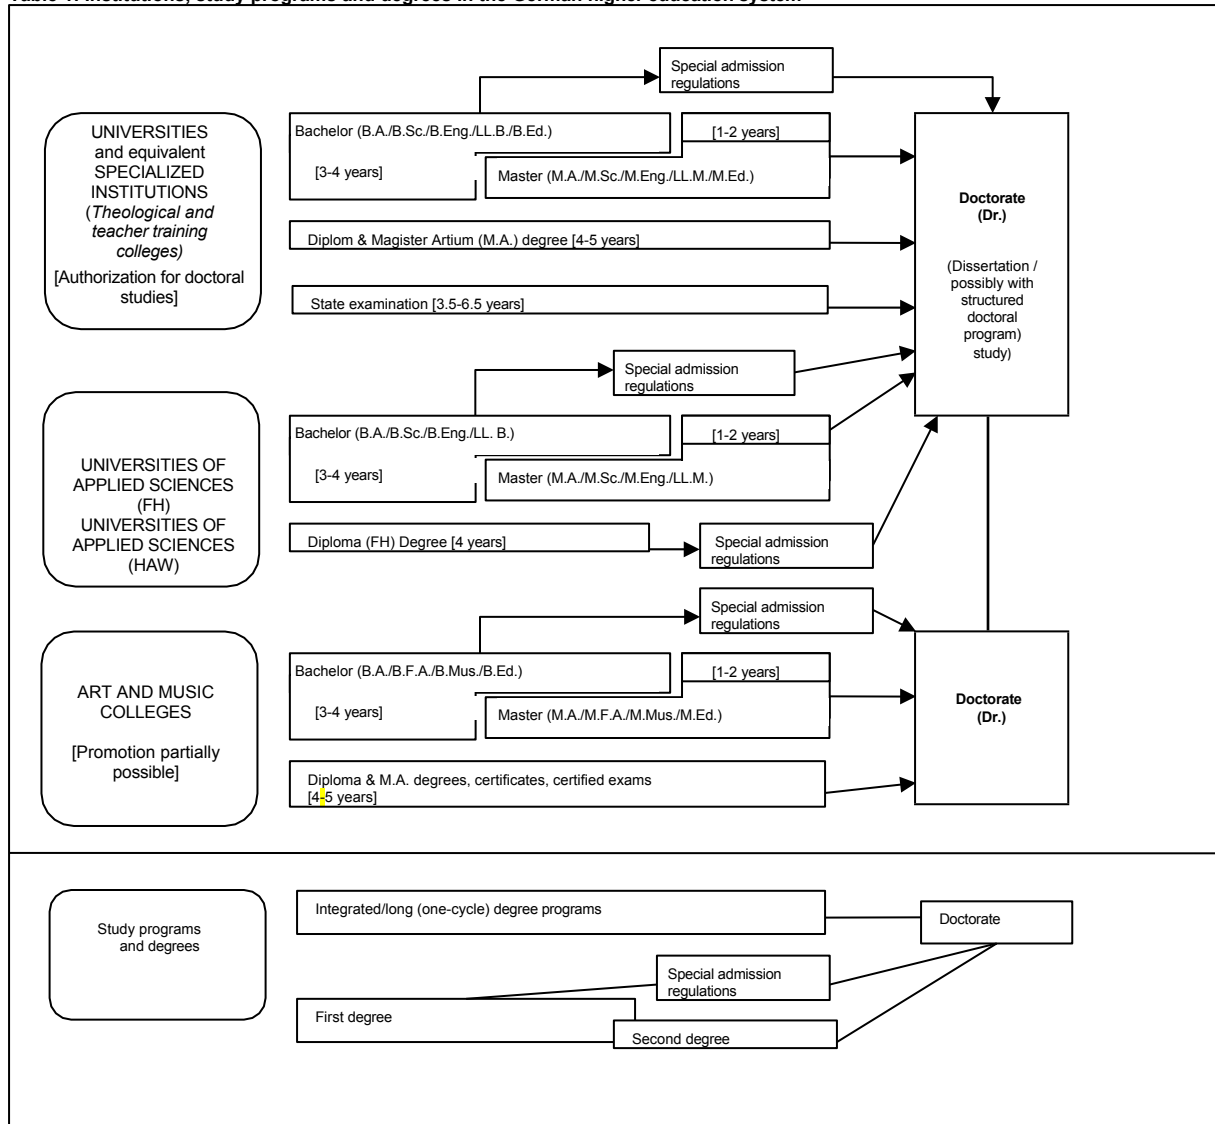 Table 1: Institutions, study programs and degrees in the German higher education system
Special admission
regulations
UNIVERSITIES
and equivalent
SPECIALIZED
INSTITUTIONS
(Theological and
teacher training
colleges)
[Authorization for doctoral
studies]
Bachelor (B.A./B.Sc./B.Eng./LL.B./B.Ed.)
[1-2 years]
[3-4 years]
Master (M.A./M.Sc./M.Eng./LL.M./M.Ed.)
Diplom & Magister Artium (M.A.) degree [4-5 years]
State examination [3.5-6.5 years]
Doctorate
(Dr.)
(Dissertation /
possibly with
structured
doctoral
program)
study)
Special admission
regulations
UNIVERSITIES OF
APPLIED SCIENCES
(FH)
UNIVERSITIES OF
APPLIED SCIENCES
(HAW)
Bachelor (B.A./B.Sc./B.Eng./LL. B.)
[1-2 years]
[3-4 years]
Master (M.A./M.Sc./M.Eng./LL.M.)
Diploma (FH) Degree [4 years]
Special admission
regulations
Special admission
regulations
ART AND MUSIC
COLLEGES
[Promotion partially
possible]
Bachelor (B.A./B.F.A./B.Mus./B.Ed.)
[1-2 years]
[3-4 years]
Master (M.A./M.F.A./M.Mus./M.Ed.)
Diploma & M.A. degrees, certificates, certified exams
[4-5 years]
Doctorate
(Dr.)
Study programs
and degrees
Integrated/long (one-cycle) degree programs
Doctorate
Special admission
regulations
First degree
Second degree